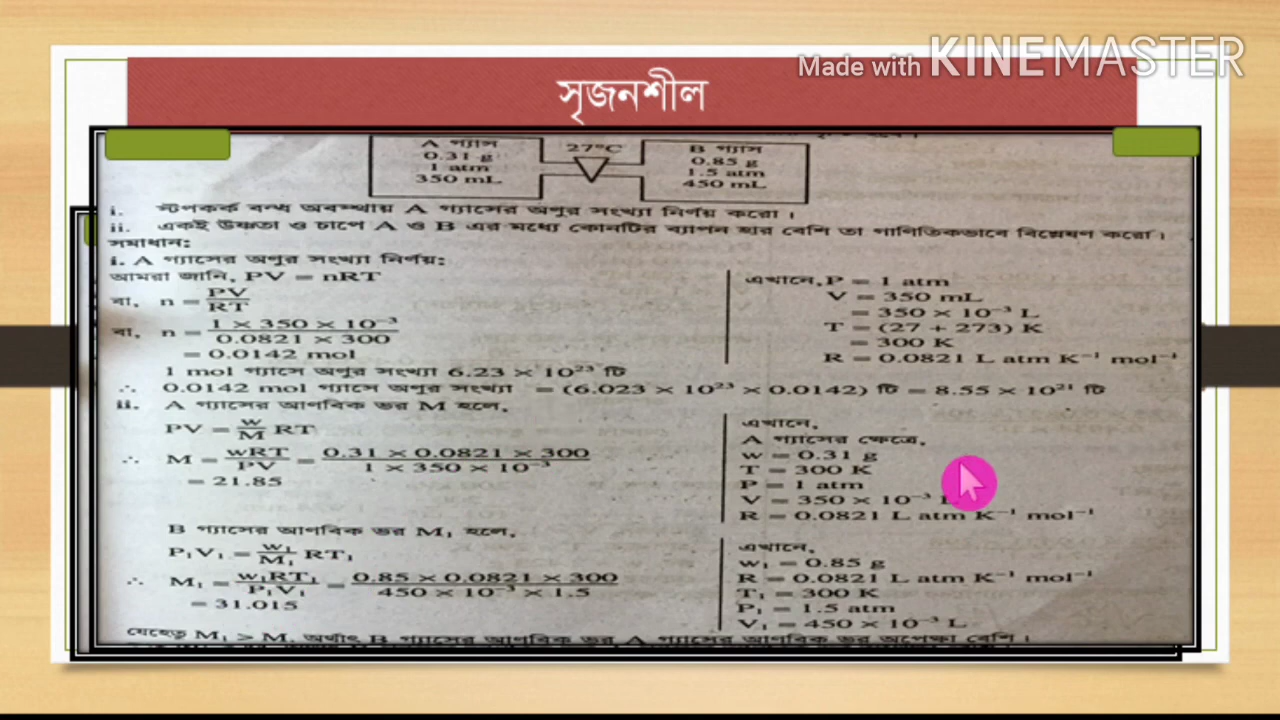 Made with KINEMASTER
সৃজনশীল
A গ্যাস
0.31 g
1 atm
350 mL
27°C
B গ্যাস
0.85 g
1.5 atm
450 mL
i. স্টপকর্ক বন্ধ অবস্থায় A গ্যাসের অণুর সংখ্যা নির্ণয় করো।
ii. একই উষ্ণতা ও চাপে A ও B এর মধ্যে কোনটির ব্যাপন হার বেশি তা গাণিতিকভাবে বিশ্লেষণ করো।
সমাধান:
i. A গ্যাসের অণুর সংখ্যা নির্ণয়:
আমরা জানি, PV = nRT
বা, n = PV/RT
বা, n = 1 × 350 × 10⁻³ / 0.0821 × 300
= 0.0142 mol
এখানে, P = 1 atm
V = 350 mL
= 350 × 10⁻³ L
T = (27 + 273) K
= 300 K
R = 0.0821 L atm K⁻¹ mol⁻¹
1 mol গ্যাসে অণুর সংখ্যা 6.23 × 10²³ টি
∴ 0.0142 mol গ্যাসে অণুর সংখ্যা = (6.023 × 10²³ × 0.0142) টি = 8.55 × 10²¹ টি
ii. A গ্যাসের আণবিক ভর M হলে,
PV = w/M RT
∴ M = wRT/PV = 0.31 × 0.0821 × 300 / 1 × 350 × 10⁻³
= 21.85
এখানে,
A গ্যাসের ক্ষেত্রে,
w = 0.31 g
T = 300 K
P = 1 atm
V = 350 × 10⁻³ L
R = 0.0821 L atm K⁻¹ mol⁻¹
B গ্যাসের আণবিক ভর M₁ হলে,
P₁V₁ = w₁/M₁ RT₁
∴ M₁ = w₁RT₁/P₁V₁ = 0.85 × 0.0821 × 300 / 450 × 10⁻³ × 1.5
= 31.015
এখানে,
w₁ = 0.85 g
R = 0.0821 L atm K⁻¹ mol⁻¹
T₁ = 300 K
P₁ = 1.5 atm
V₁ = 450 × 10⁻³ L
যেহেতু M₁ > M, অর্থাৎ B গ্যাসের আণবিক ভর A গ্যাসের আণবিক ভর অপেক্ষা বেশি।